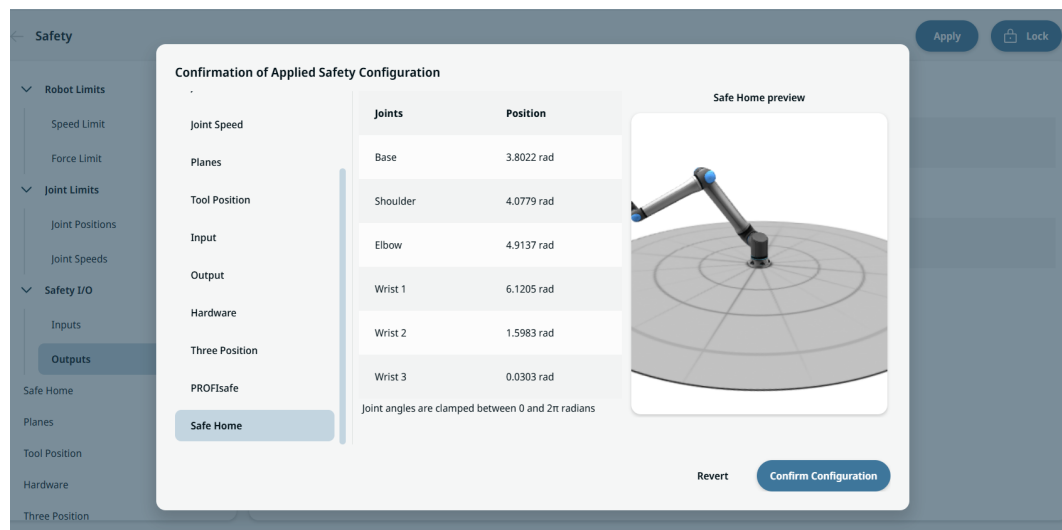 Safety
Apply
Lock
Robot Limits
Speed Limit
Force Limit
Joint Limits
Joint Positions
Joint Speeds
Safety I/O
Inputs
Outputs
Safe Home
Planes
Tool Position
Hardware
Three Position
Confirmation of Applied Safety Configuration
Joint Speed
Planes
Tool Position
Input
Output
Hardware
Three Position
PROFIsafe
Safe Home
Joints Position
Base 3.8022 rad
Shoulder 4.0779 rad
Elbow 4.9137 rad
Wrist 1 6.1205 rad
Wrist 2 1.5983 rad
Wrist 3 0.0303 rad
Joint angles are clamped between 0 and 2π radians
Safe Home preview
Revert
Confirm Configuration